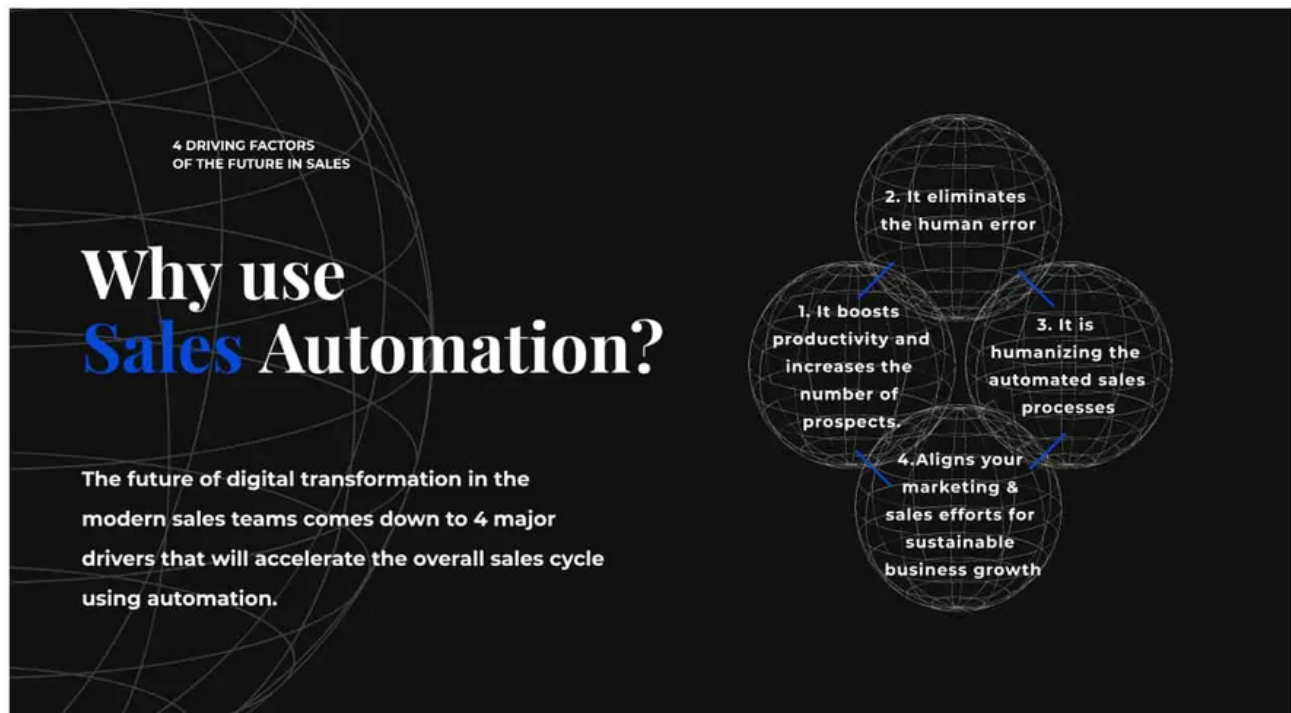 4 DRIVING FACTORS
OF THE FUTURE IN SALES
Why use
Sales Automation?
The future of digital transformation in the
modern sales teams comes down to 4 major
drivers that will accelerate the overall sales cycle
using automation.
1. It boosts
productivity and
increases the
number of
prospects.
2. It eliminates
the human error
3. It is
humanizing the
automated sales
processes
4.Aligns your
marketing &
sales efforts for
sustainable
business growth